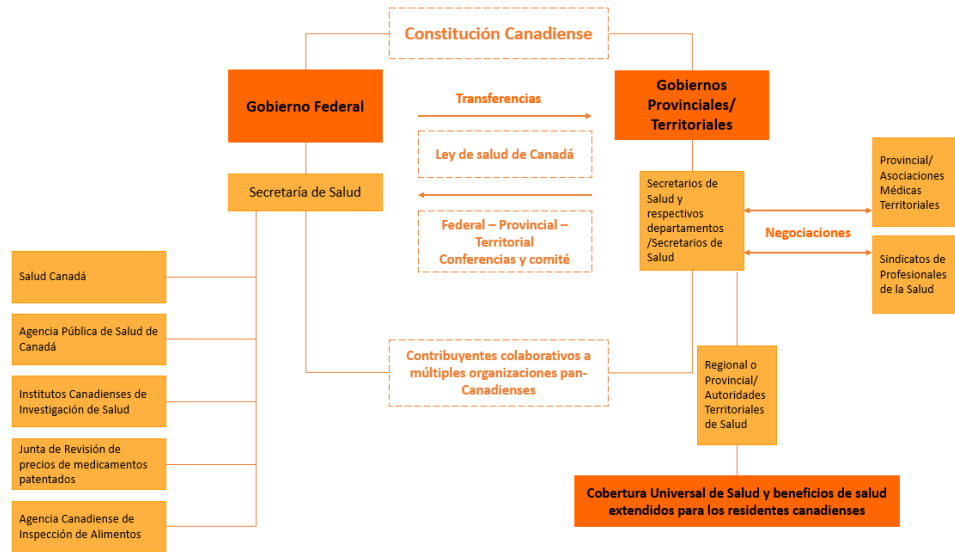 Constitución Canadiense
Gobierno Federal
Transferencias
Gobiernos
Provinciales/
Territoriales
Ley de salud de Canadá
Secretaría de Salud
Federal – Provincial –
Territorial
Conferencias y comité
Secretarios de
Salud y
respectivos
departamentos
/Secretarios de
Salud
Negociaciones
Provincial/
Asociaciones
Médicas
Territoriales
Sindicatos de
Profesionales
de la Salud
Salud Canadá
Agencia Pública de Salud de
Canadá
Institutos Canadienses de
Investigación de Salud
Junta de Revisión de
precios de medicamentos
patentados
Agencia Canadiense de
Inspección de Alimentos
Contribuyentes colaborativos a
múltiples organizaciones pan-
Canadienses
Regional o
Provincial/
Autoridades
Territoriales
de Salud
Cobertura Universal de Salud y beneficios de salud
extendidos para los residentes canadienses